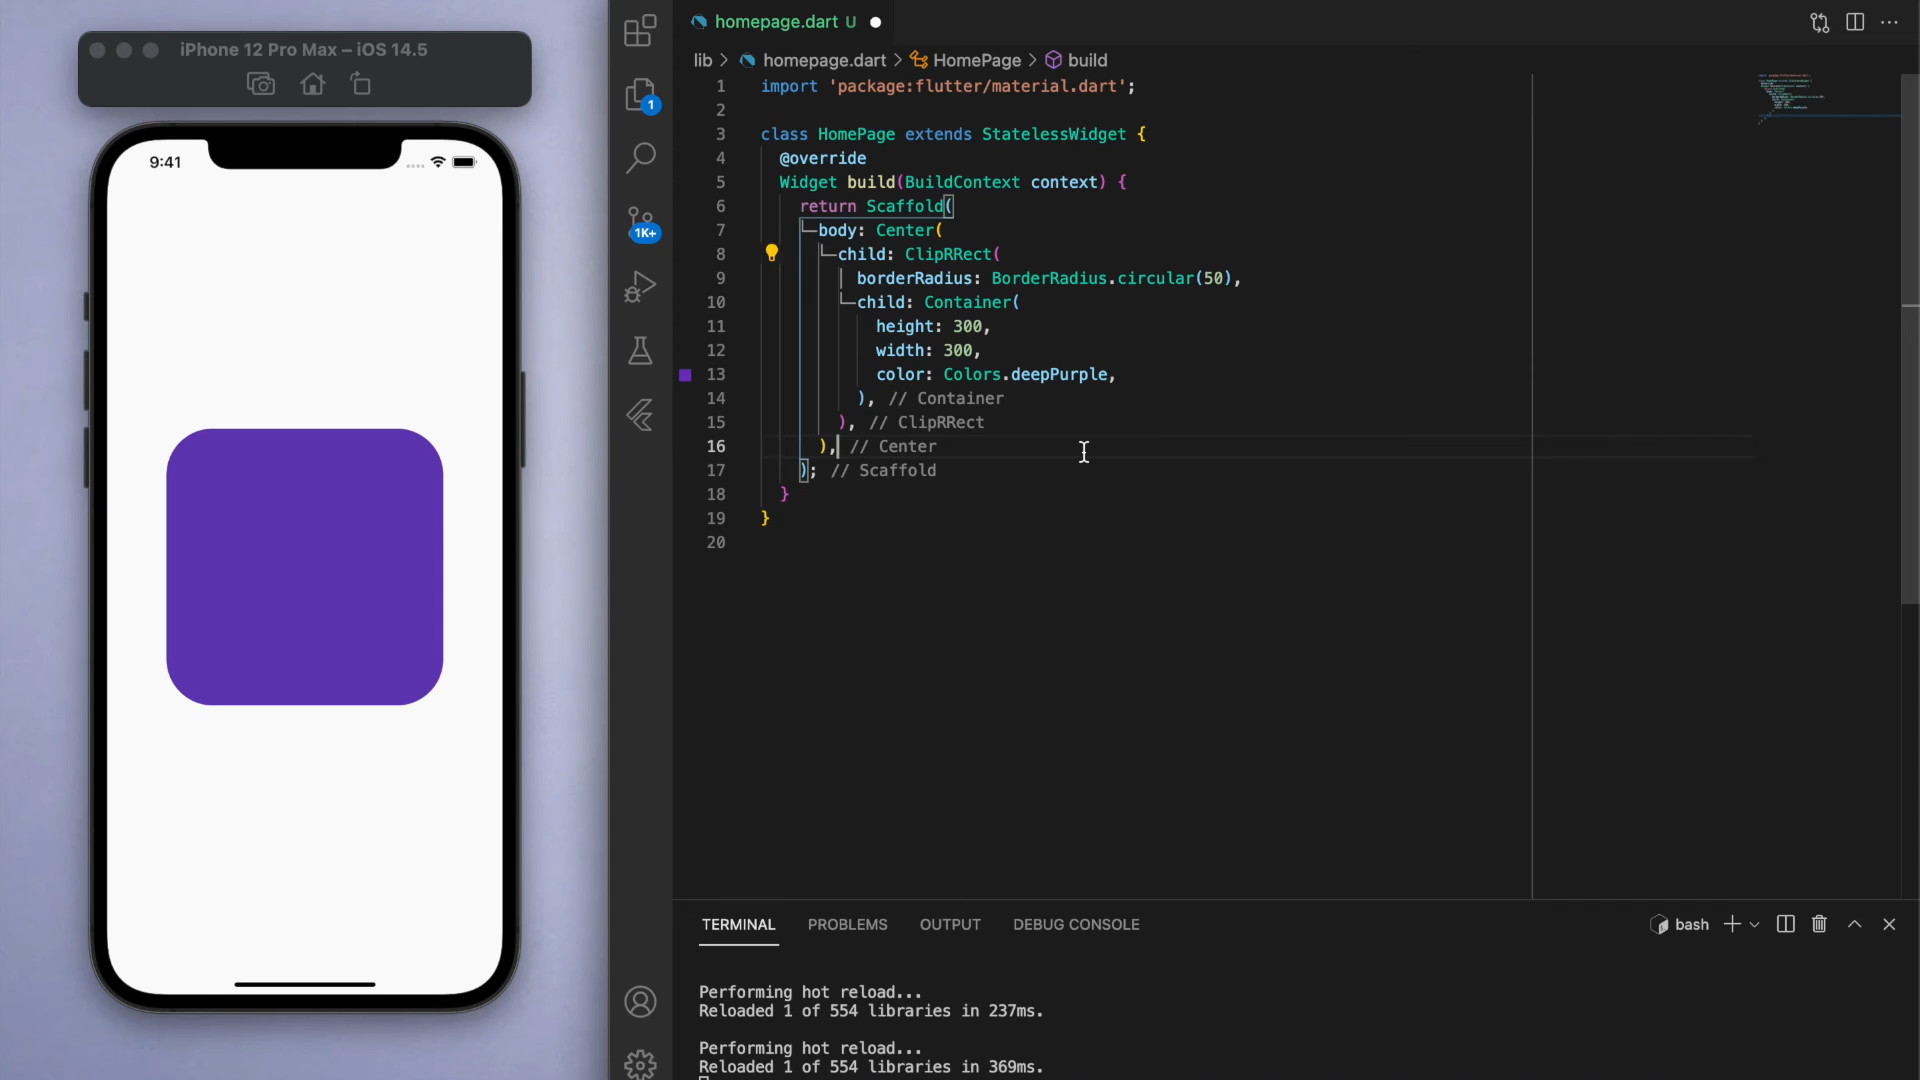 iPhone 12 Pro Max – iOS 14.5
9:41
1
1K+
homepage.dart U
lib > homepage.dart > HomePage > build
1 import 'package:flutter/material.dart';
2
3 class HomePage extends StatelessWidget {
4 @override
5 Widget build(BuildContext context) {
6 return Scaffold(
7 body: Center(
8 child: ClipRRect(
9 borderRadius: BorderRadius.circular(50),
10 child: Container(
11 height: 300,
12 width: 300,
13 color: Colors.deepPurple,
14 ), // Container
15 ), // ClipRRect
16 ), // Center
17 ); // Scaffold
18 }
19 }
20
TERMINAL PROBLEMS OUTPUT DEBUG CONSOLE bash
Performing hot reload...
Reloaded 1 of 554 libraries in 237ms.
Performing hot reload...
Reloaded 1 of 554 libraries in 369ms.